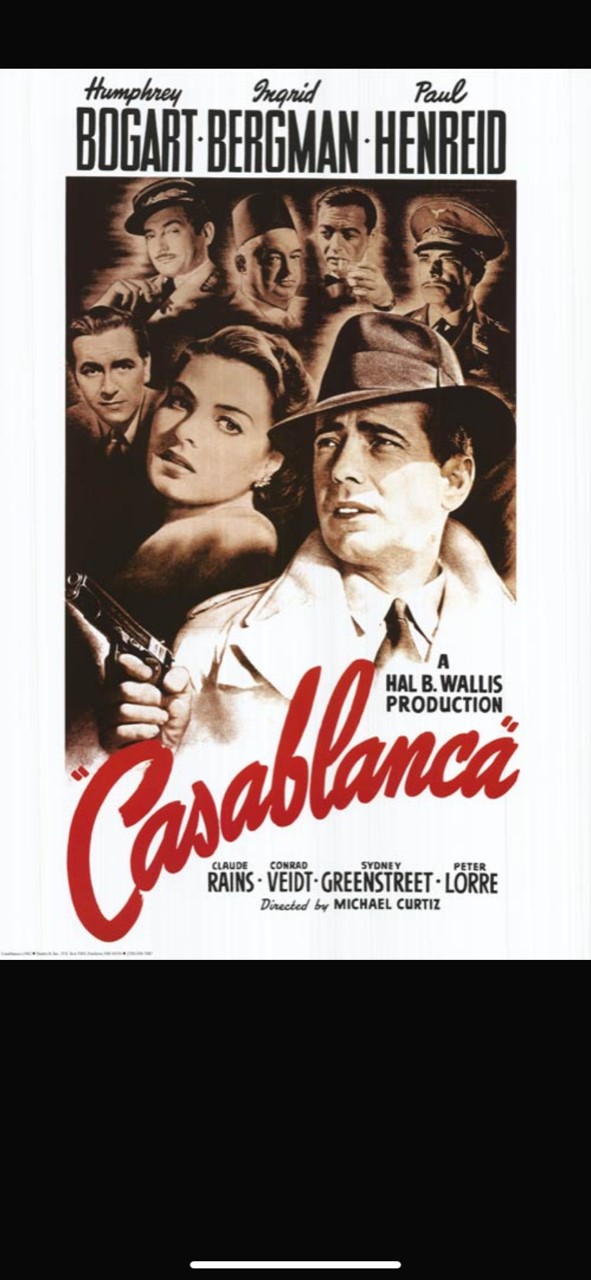 Humphrey Ingrid Paul
BOGART·BERGMAN·HENREID
A
HAL B. WALLIS
PRODUCTION
"Casablanca"
CLAUDE CONRAD SYDNEY PETER
RAINS·VEIDT·GREENSTREET·LORRE
Directed by MICHAEL CURTIZ